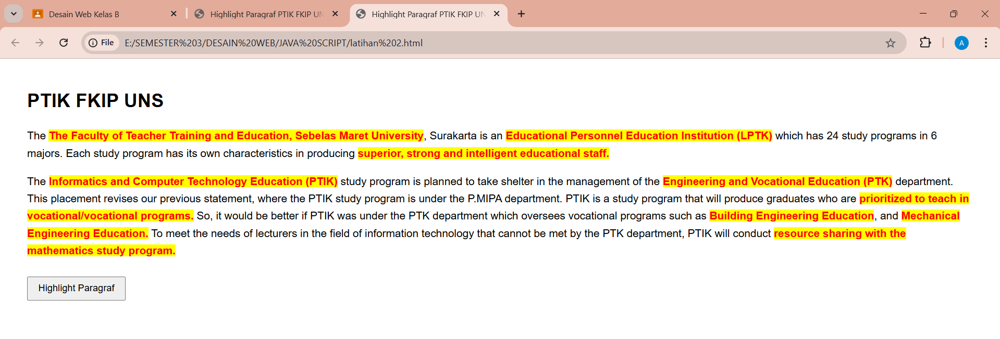 Desain Web Kelas B
Highlight Paragraf PTIK FKIP UN
Highlight Paragraf PTIK FKIP UN
File
E:/SEMESTER%203/DESAIN%20WEB/JAVA%20SCRIPT/latihan%202.html
A
PTIK FKIP UNS
The The Faculty of Teacher Training and Education, Sebelas Maret University, Surakarta is an Educational Personnel Education Institution (LPTK) which has 24 study programs in 6
majors. Each study program has its own characteristics in producing superior, strong and intelligent educational staff.
The Informatics and Computer Technology Education (PTIK) study program is planned to take shelter in the management of the Engineering and Vocational Education (PTK) department.
This placement revises our previous statement, where the PTIK study program is under the P.MIPA department. PTIK is a study program that will produce graduates who are prioritized to teach in
vocational/vocational programs. So, it would be better if PTIK was under the PTK department which oversees vocational programs such as Building Engineering Education, and Mechanical
Engineering Education. To meet the needs of lecturers in the field of information technology that cannot be met by the PTK department, PTIK will conduct resource sharing with the
mathematics study program.
Highlight Paragraf